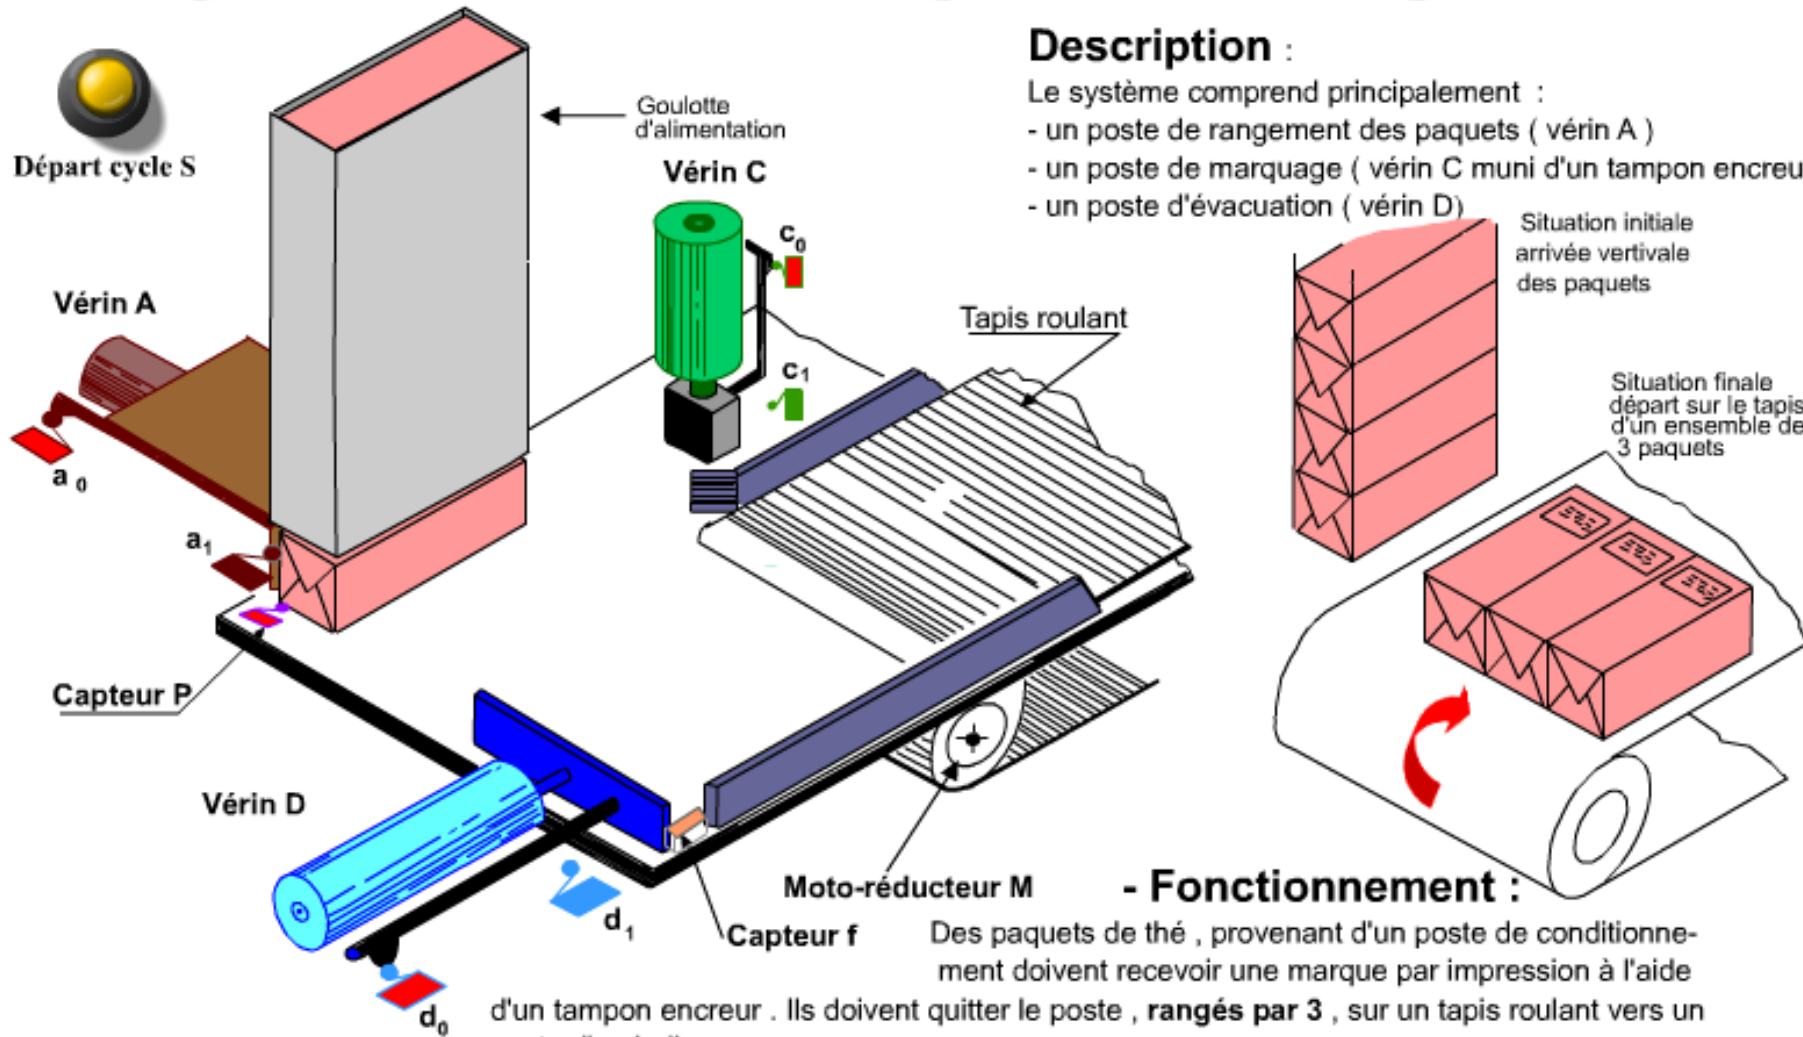 Description :
Le système comprend principalement :
- un poste de rangement des paquets ( vérin A )
- un poste de marquage ( vérin C muni d'un tampon encreu
- un poste d'évacuation ( vérin D)
Départ cycle S
Goulotte
d'alimentation
Vérin C
c0
c1
Vérin A
a 0
a1
Capteur P
Tapis roulant
Situation initiale
arrivée vertivale
des paquets
Situation finale
départ sur le tapis
d'un ensemble de
3 paquets
Vérin D
d1
d0
Capteur f
Moto-réducteur M
- Fonctionnement :
Des paquets de thé , provenant d'un poste de conditionne-
ment doivent recevoir une marque par impression à l'aide
d'un tampon encreur . Ils doivent quitter le poste , rangés par 3 , sur un tapis roulant vers un